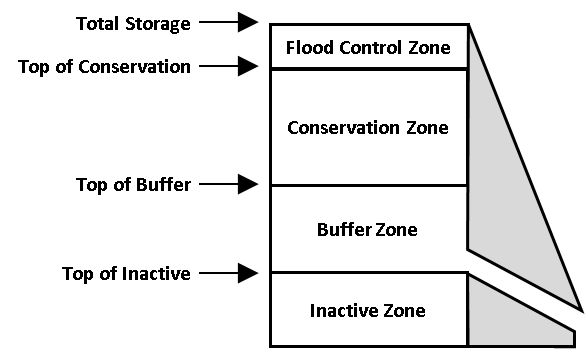 Total Storage
Flood Control Zone
Top of Conservation
Conservation Zone
Top of Buffer
Buffer Zone
Top of Inactive
Inactive Zone